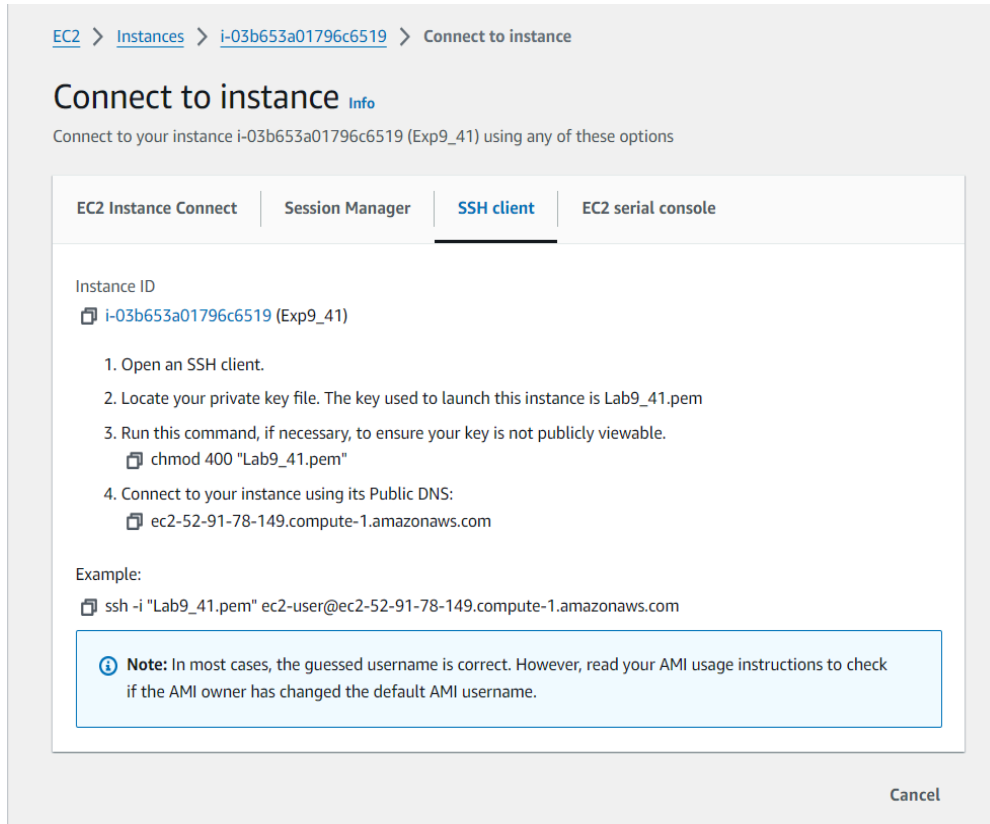 EC2 > Instances > i-03b653a01796c6519 > Connect to instance
Connect to instance Info
Connect to your instance i-03b653a01796c6519 (Exp9_41) using any of these options
EC2 Instance Connect Session Manager SSH client EC2 serial console
Instance ID
i-03b653a01796c6519 (Exp9_41)
1. Open an SSH client.
2. Locate your private key file. The key used to launch this instance is Lab9_41.pem
3. Run this command, if necessary, to ensure your key is not publicly viewable.
chmod 400 "Lab9_41.pem"
4. Connect to your instance using its Public DNS:
ec2-52-91-78-149.compute-1.amazonaws.com
Example:
ssh -i "Lab9_41.pem" ec2-user@ec2-52-91-78-149.compute-1.amazonaws.com
Note: In most cases, the guessed username is correct. However, read your AMI usage instructions to check
if the AMI owner has changed the default AMI username.
Cancel